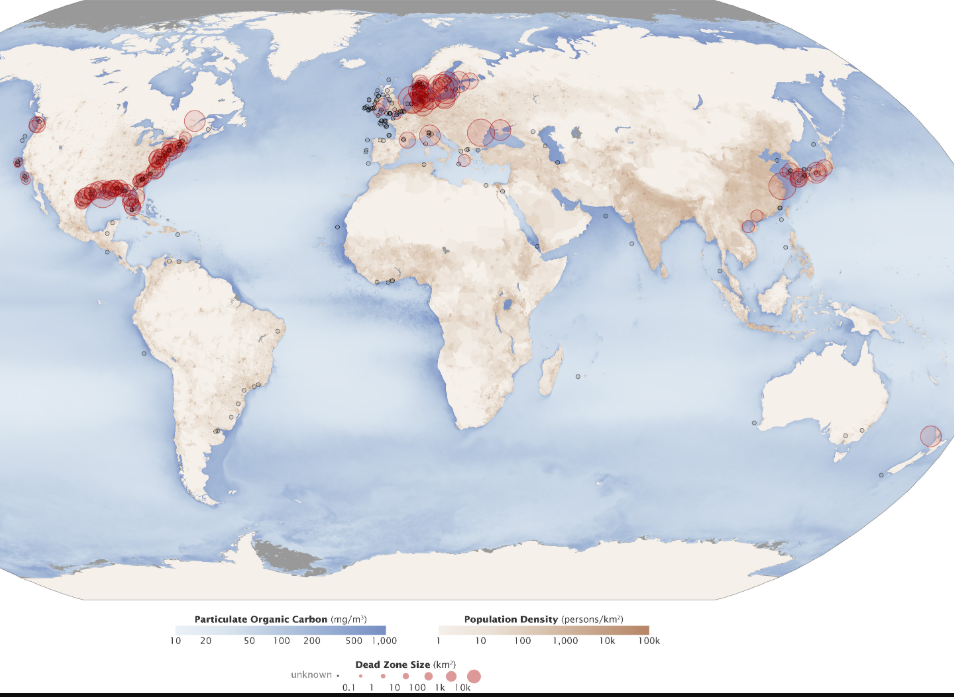 Particulate Organic Carbon (mg/m³) Population Density (persons/km²)
10 20 50 100 200 500 1,000 1 10 100 1,000 10k 100k
Dead Zone Size (km²)
unknown
0.1 1 10 100 1k 10k